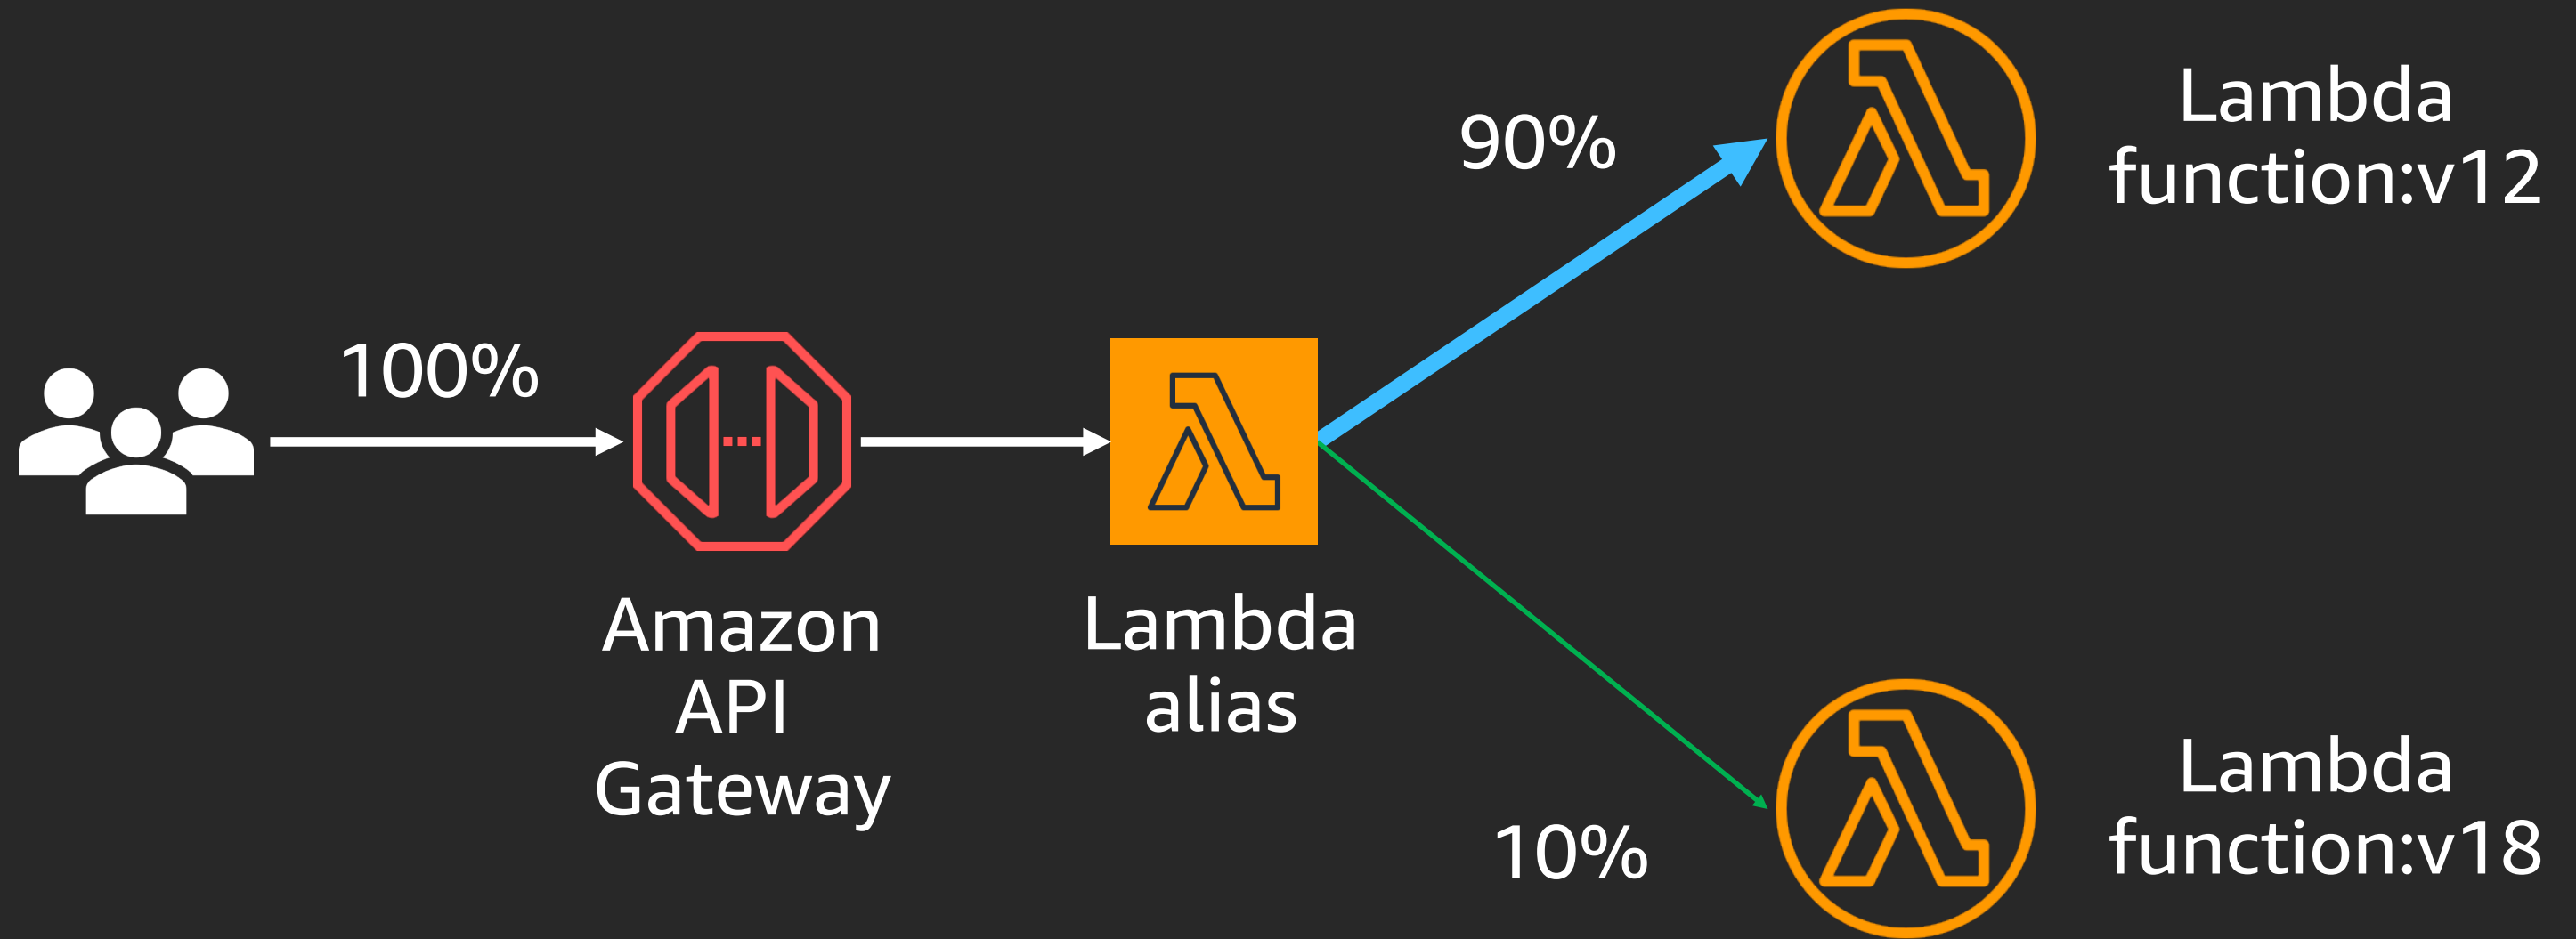 100%
Amazon
API
Gateway
Lambda
alias
90%
Lambda
function:v12
10%
Lambda
function:v18